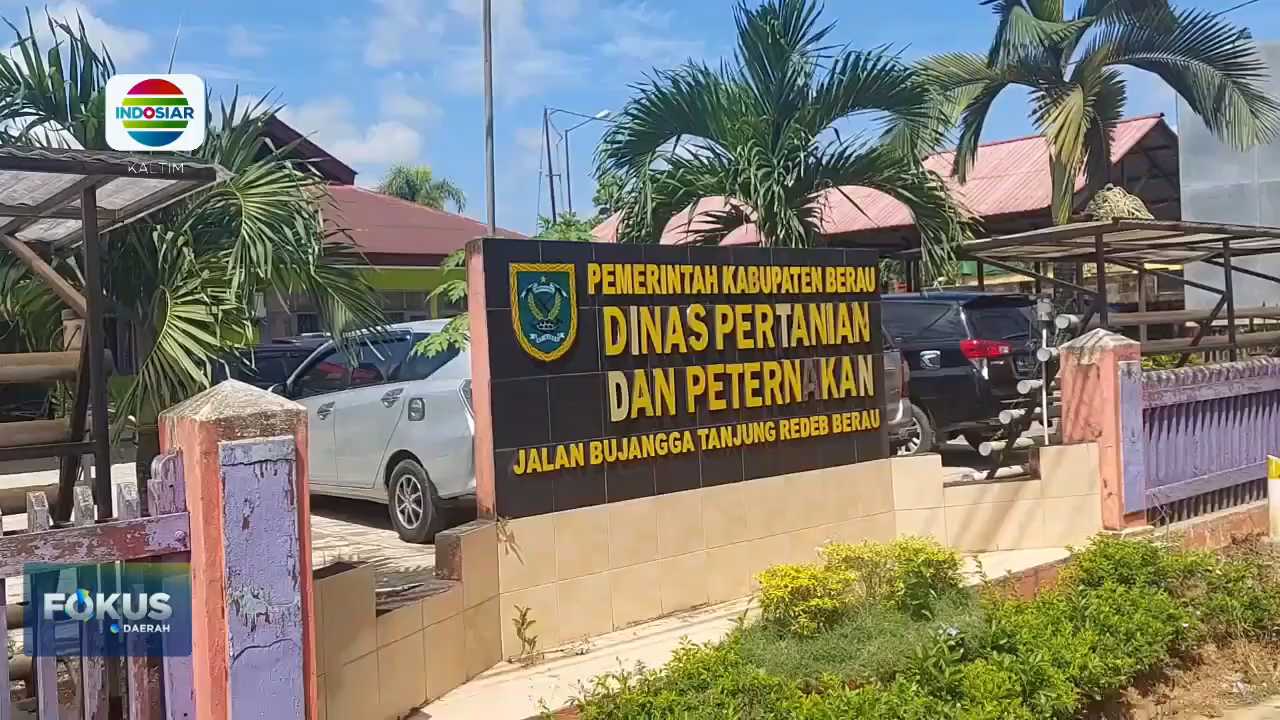 INDOSIAR
KALTIM
PEMERINTAH KABUPATEN BERAU
DINAS PERTANIAN
DAN PETERNAKAN
JALAN BUJANGGA TANJUNG REDEB BERAU
FOKUS
DAERAH